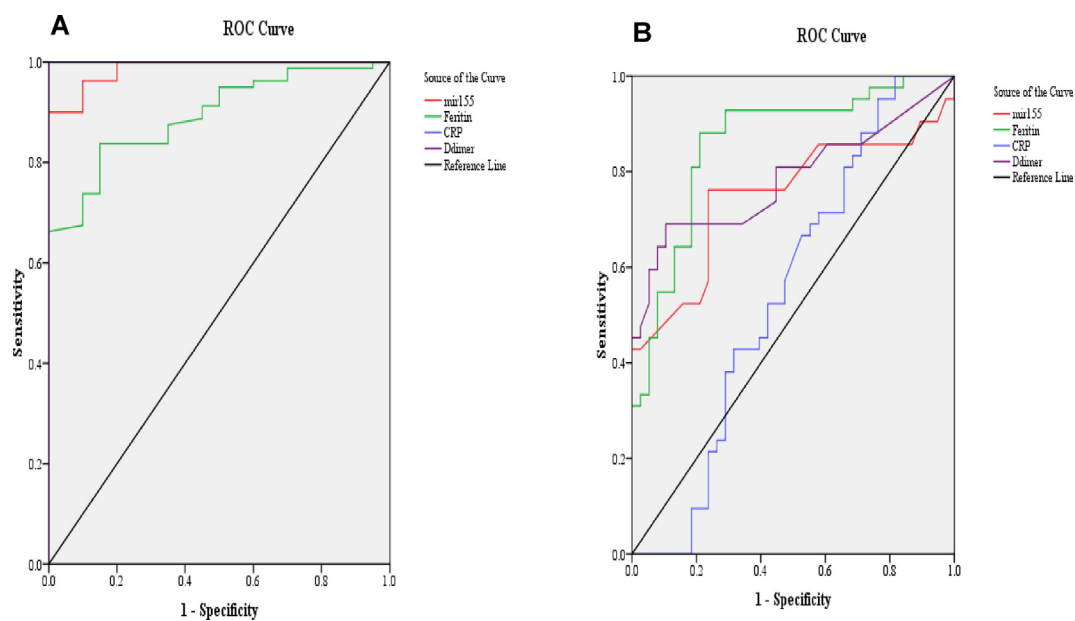 A
ROC Curve
Source of the Curve
mir155
Feritin
CRP
Ddimer
Reference Line
1.0
0.8
0.6
0.4
0.2
0.0
Sensitivity
0.0 0.2 0.4 0.6 0.8 1.0
1 - Specificity
B
ROC Curve
Source of the Curve
mir155
Feritin
CRP
Ddimer
Reference Line
1.0
0.8
0.6
0.4
0.2
0.0
Sensitivity
0.0 0.2 0.4 0.6 0.8 1.0
1 - Specificity